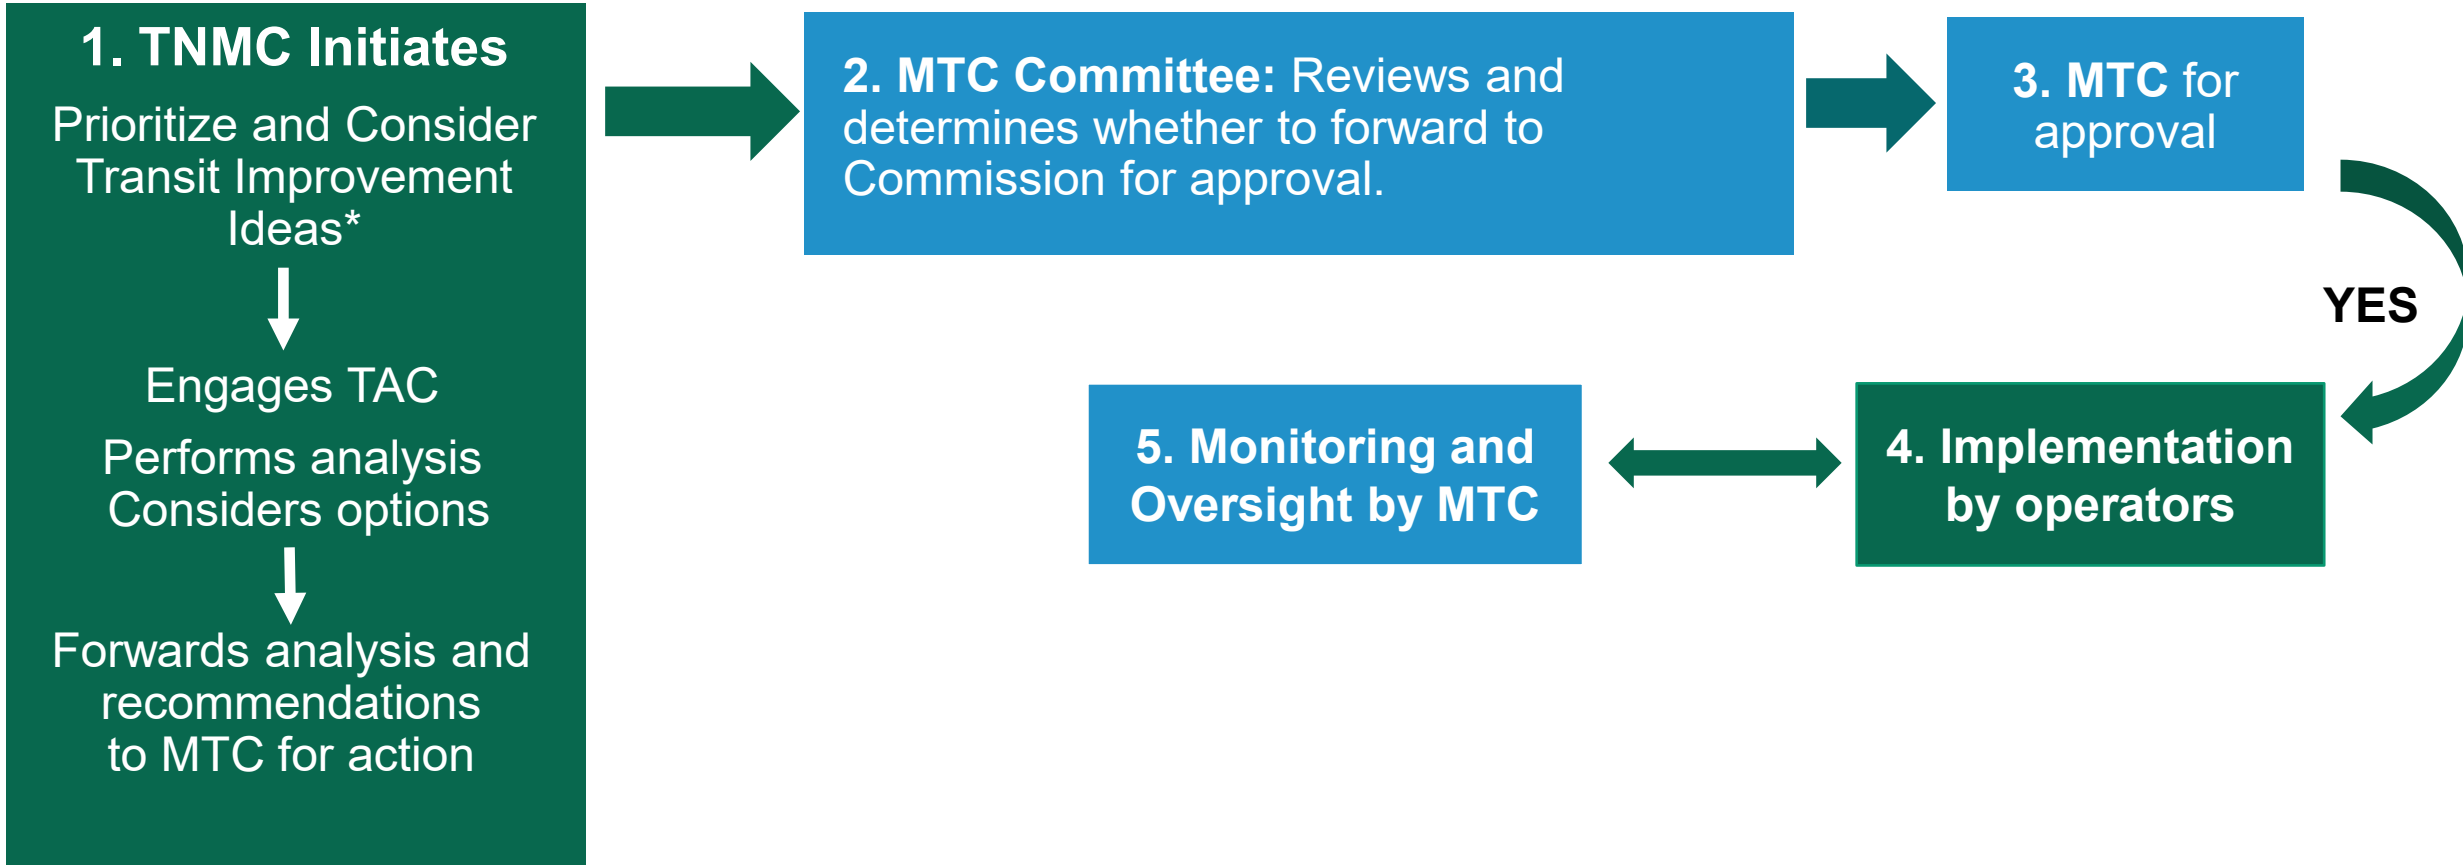 1. TNMC Initiates
Prioritize and Consider
Transit Improvement
Ideas*
Engages TAC
Performs analysis
Considers options
Forwards analysis and
recommendations
to MTC for action
2. MTC Committee: Reviews and
determines whether to forward to
Commission for approval.
3. MTC for
approval
YES
4. Implementation
by operators
5. Monitoring and
Oversight by MTC